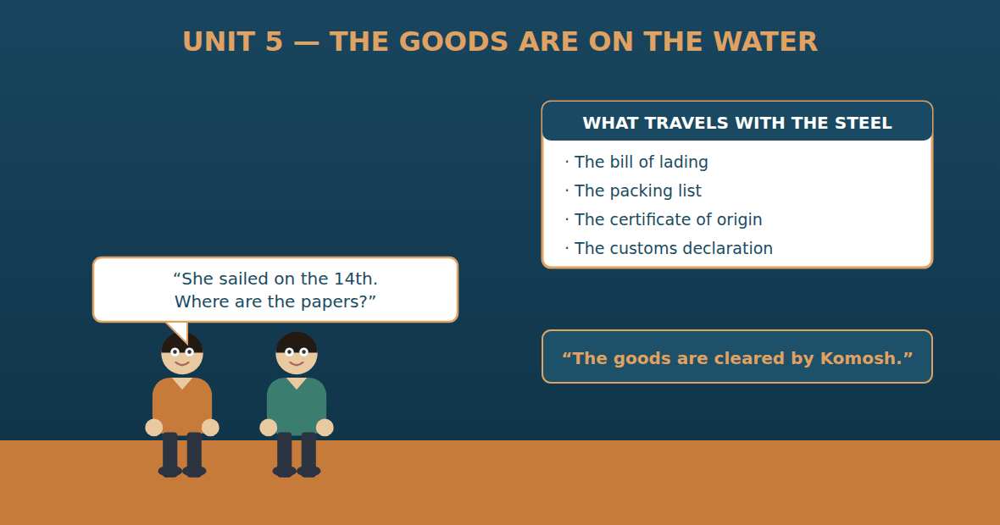 UNIT 5 — THE GOODS ARE ON THE WATER
WHAT TRAVELS WITH THE STEEL
· The bill of lading
· The packing list
· The certificate of origin
· The customs declaration
“She sailed on the 14th.
Where are the papers?”
“The goods are cleared by Komosh.”